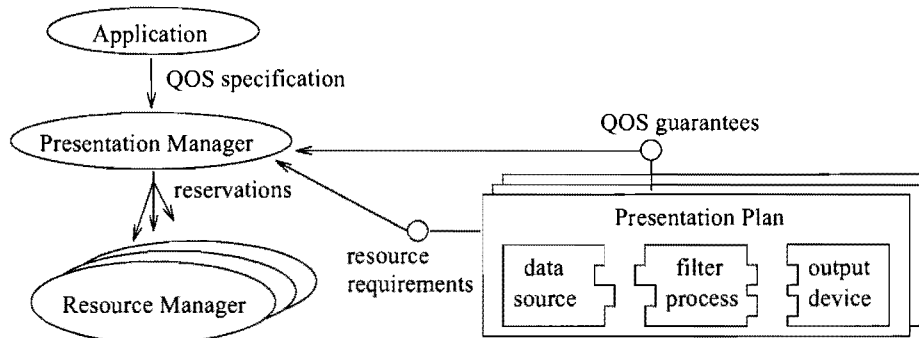 Application
QOS specification
Presentation Manager
QOS guarantees
reservations
Presentation Plan
resource
requirements
data
source
filter
process
output
device
Resource Manager